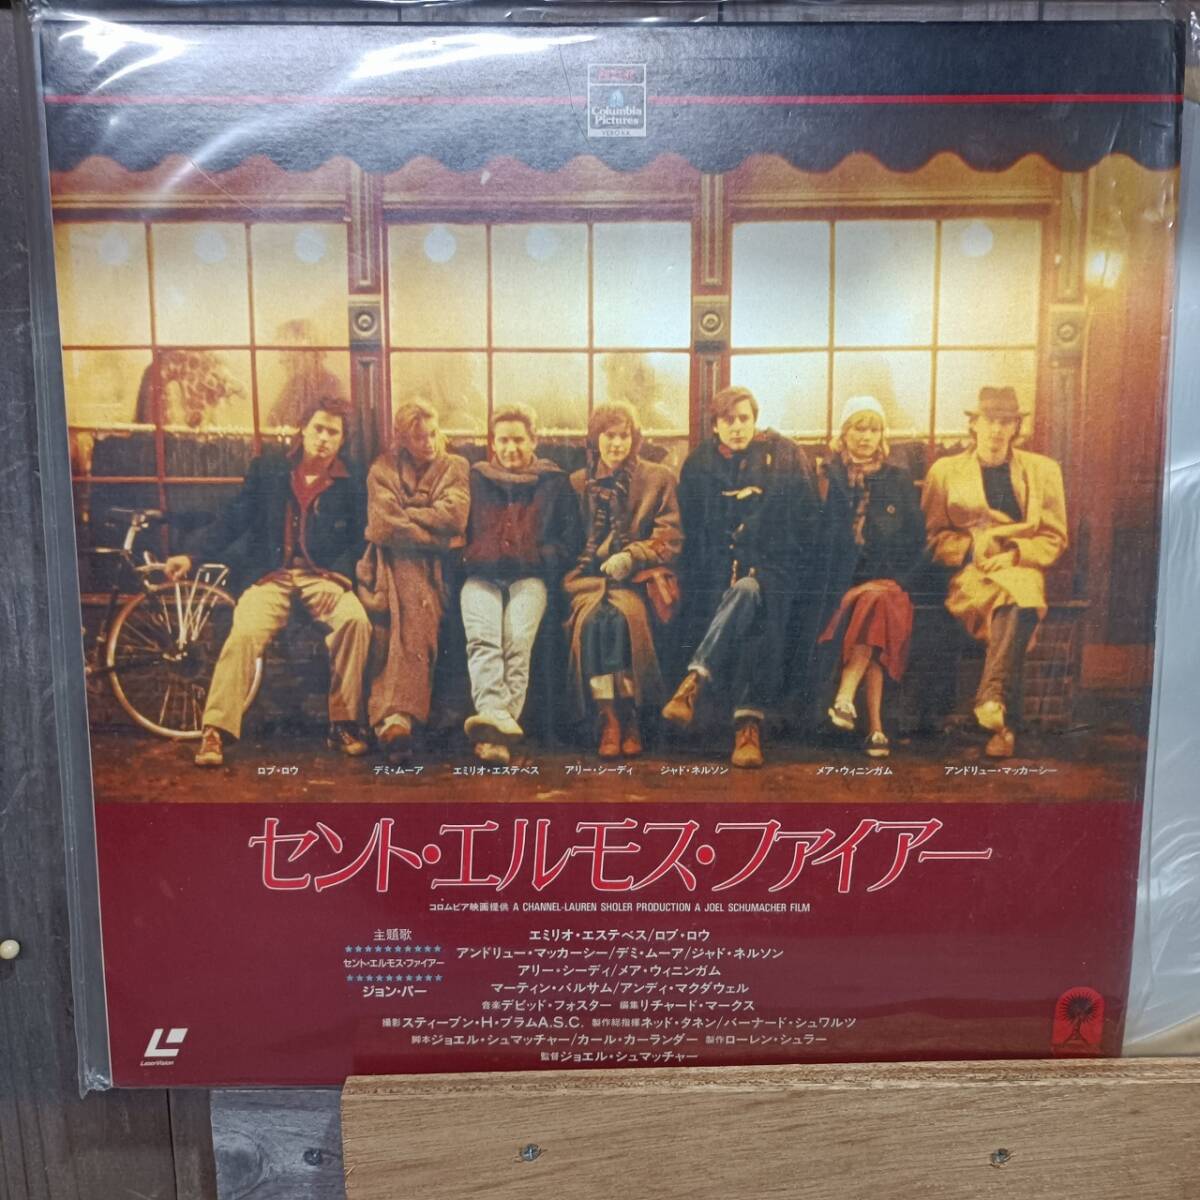 Columbia
Pictures
VIDEO K.K.
ロブ・ロウ
デミ・ムーア
エミリオ・エステベス
アリー・シーディ
ジャド・ネルソン
メア・ウィニンガム
アンドリュー・マッカーシー
セント・エルモス・ファイアー
コロムビア映画提供 A CHANNEL-LAUREN SHOLER PRODUCTION A JOEL SCHUMACHER FILM
主題歌
★★★★★★★★★★
セント・エルモス・ファイアー
★★★★★★★★★★
ジョン・パー
エミリオ・エステベス/ロブ・ロウ
アンドリュー・マッカーシー/デミ・ムーア/ジャド・ネルソン
アリー・シーディ/メア・ウィニンガム
マーティン・バルサム/アンディ・マクダウェル
音楽デビッド・フォスター 編集リチャード・マークス
撮影スティーブン・H・ブラムA.S.C. 製作総指揮ネッド・タネン/バーナード・シュワルツ
脚本ジョエル・シュマッチャー/カール・カーランダー 製作ローレン・シュラー
監督ジョエル・シュマッチャー
LaserVision